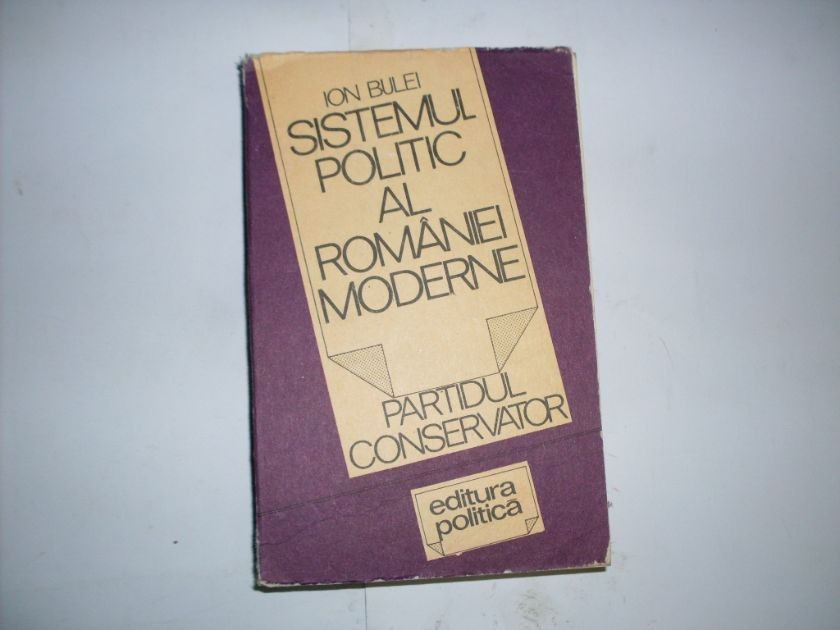 ION BULEI
SISTEMUL
POLITIC
AL
ROMÂNIEI
MODERNE
PARTIDUL
CONSERVATOR
editura
politică